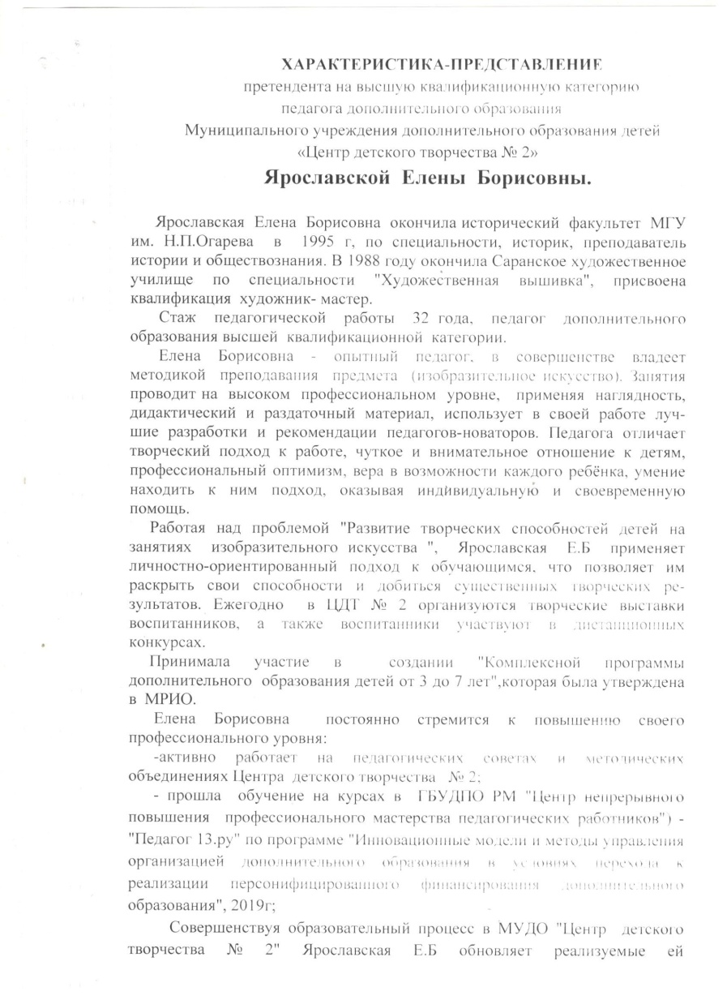 ХАРАКТЕРИСТИКА-ПРЕДСТАВЛЕНИЕ
претендента на высшую квалификационную категорию
педагога дополнительного образования
Муниципального учреждения дополнительного образования детей
«Центр детского творчества № 2»
Ярославской Елены Борисовны.
Ярославская Елена Борисовна окончила исторический факультет МГУ
им. Н.П.Огарева в 1995 г, по специальности, историк, преподаватель
истории и обществознания. В 1988 году окончила Саранское художественное
училище по специальности "Художественная вышивка", присвоена
квалификация художник- мастер.
Стаж педагогической работы 32 года, педагог дополнительного
образования высшей квалификационной категории.
Елена Борисовна - опытный педагог, в совершенстве владеет
методикой преподавания предмета (изобразительное искусство). Занятия
проводит на высоком профессиональном уровне, применяя наглядность,
дидактический и раздаточный материал, использует в своей работе луч-
шие разработки и рекомендации педагогов-новаторов. Педагога отличает
творческий подход к работе, чуткое и внимательное отношение к детям,
профессиональный оптимизм, вера в возможности каждого ребёнка, умение
находить к ним подход, оказывая индивидуальную и своевременную
помощь.
Работая над проблемой "Развитие творческих способностей детей на
занятиях изобразительного искусства ", Ярославская Е.Б применяет
личностно-ориентированный подход к обучающимся, что позволяет им
раскрыть свои способности и добиться существенных творческих ре-
зультатов. Ежегодно в ЦДТ № 2 организуются творческие выставки
воспитанников, а также воспитанники участвуют в дистанционных
конкурсах.
Принимала участие в создании "Комплексной программы
дополнительного образования детей от 3 до 7 лет",которая была утверждена
в МРИО.
Елена Борисовна постоянно стремится к повышению своего
профессионального уровня:
-активно работает на педагогических советах и методических
объединениях Центра детского творчества № 2;
- прошла обучение на курсах в ГБУДПО РМ "Центр непрерывного
повышения профессионального мастерства педагогических работников") -
"Педагог 13.ру" по программе "Инновационные модели и методы управления
организацией дополнительного образования в условиях перехода к
реализации персонифицированного финансирования дополнительного
образования", 2019г;
Совершенствуя образовательный процесс в МУДО "Центр детского
творчества № 2" Ярославская Е.Б обновляет реализуемые ей